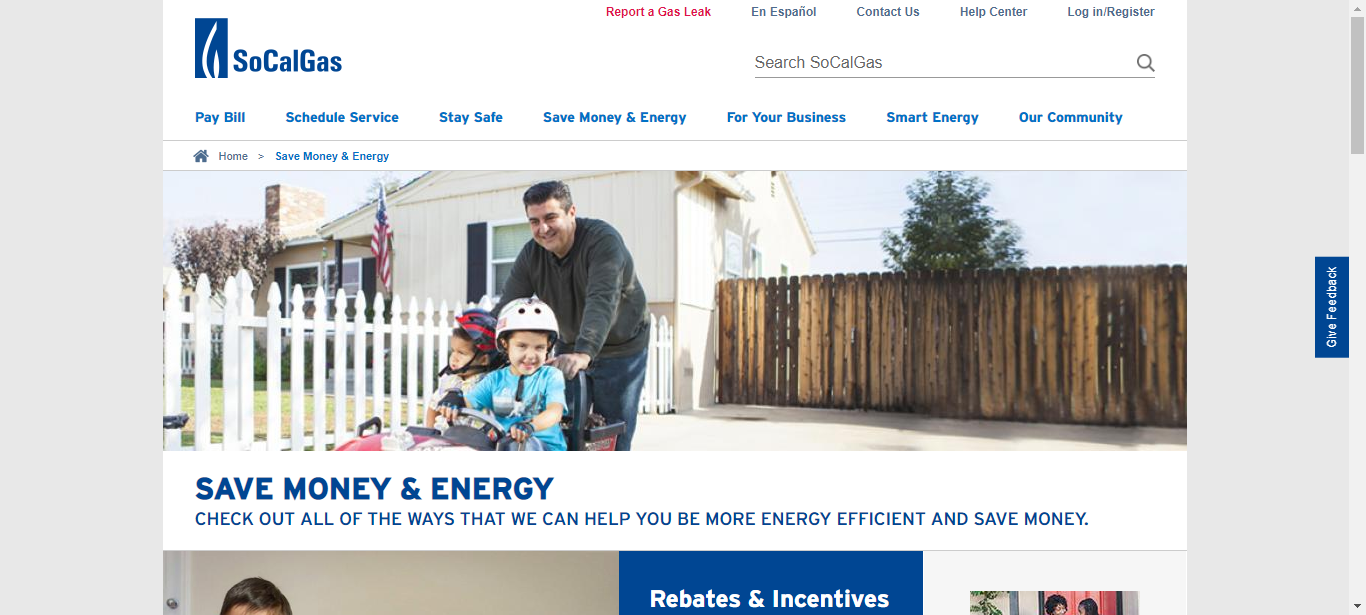 Report a Gas Leak
En Español
Contact Us
Help Center
Log in/Register
SoCalGas
Search SoCalGas
Pay Bill
Schedule Service
Stay Safe
Save Money & Energy
For Your Business
Smart Energy
Our Community
Home > Save Money & Energy
Give Feedback
SAVE MONEY & ENERGY
CHECK OUT ALL OF THE WAYS THAT WE CAN HELP YOU BE MORE ENERGY EFFICIENT AND SAVE MONEY.
Rebates & Incentives